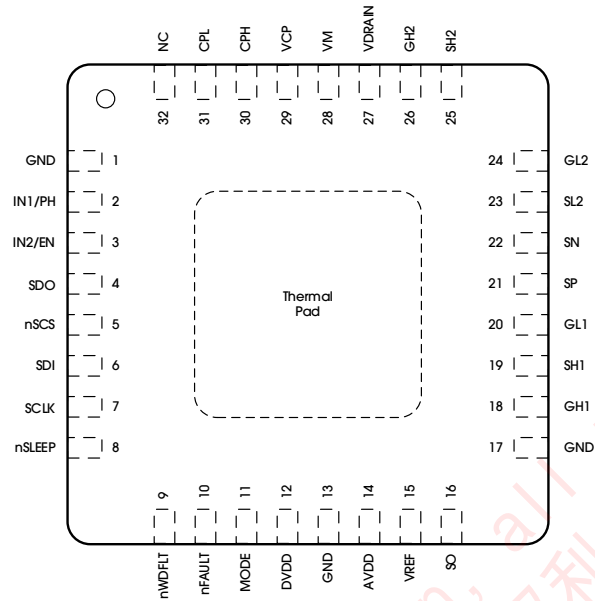 NC
CPL
CPH
VCP
VM
VDRAIN
GH2
SH2
32
31
30
29
28
27
26
25
GND 1
IN1/PH 2
IN2/EN 3
SDO 4
nSCS 5
SDI 6
SCLK 7
nSLEEP 8
Thermal
Pad
24 GL2
23 SL2
22 SN
21 SP
20 GL1
19 SH1
18 GH1
17 GND
9
10
11
12
13
14
15
16
nWDFLT
nFAULT
MODE
DVDD
GND
AVDD
VREF
SO